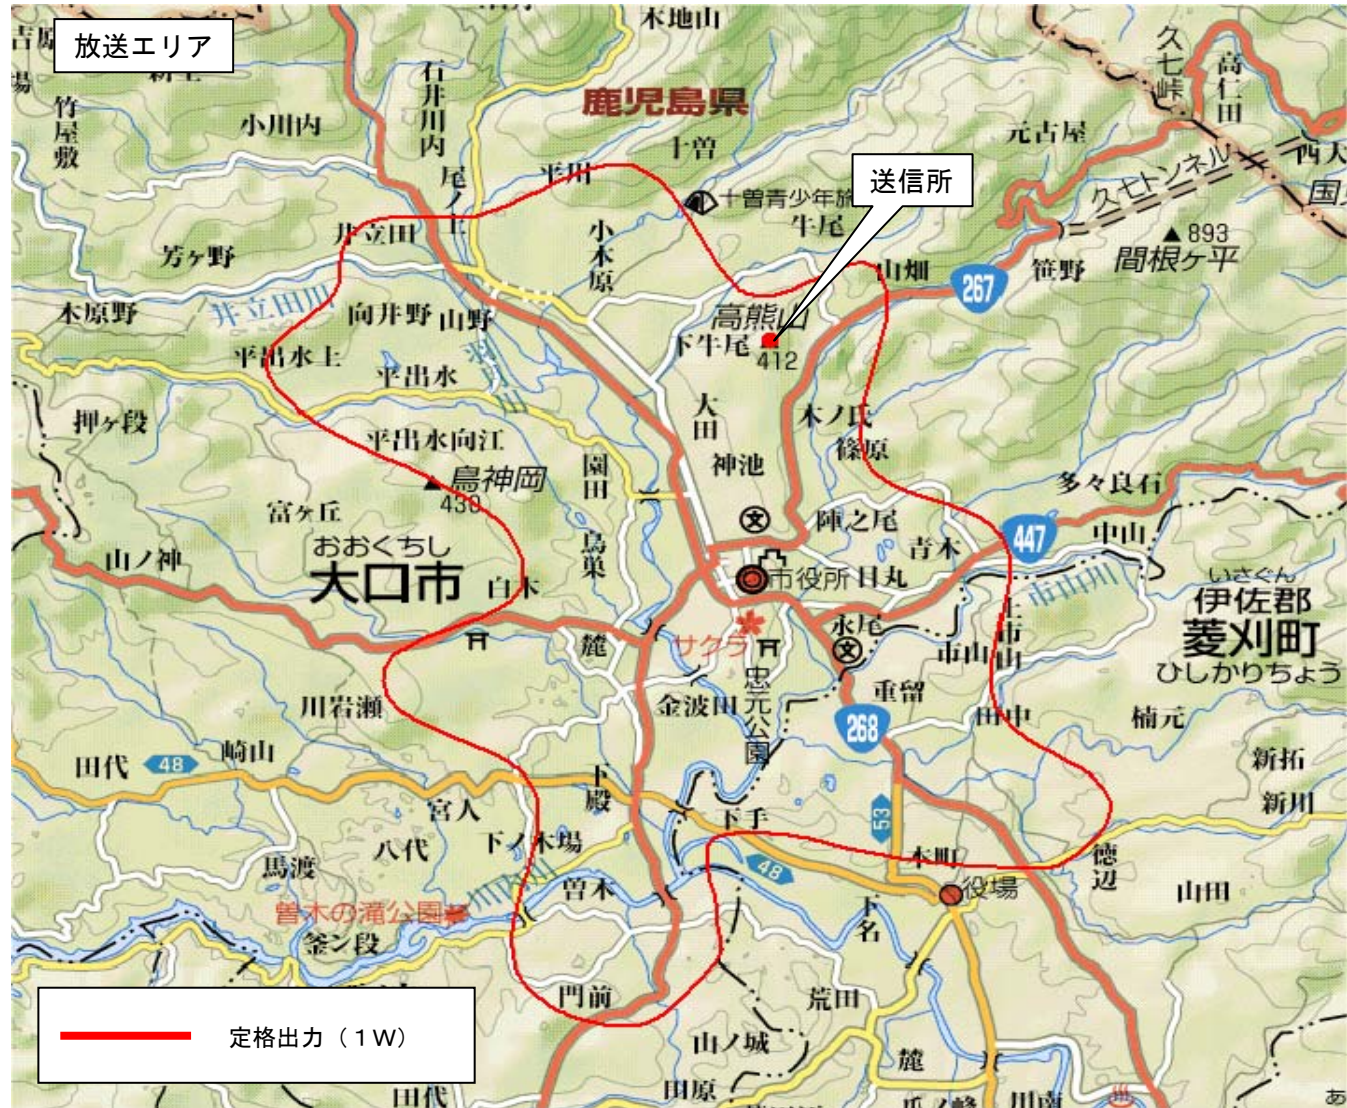 放送エリア
木地山
久七峠
高仁田
石井川内
竹屋敷
小川内
鹿児島県
元古屋
十曽
平川
尾ノ上
送信所
久七トンネル
十曽青少年旅
牛尾
井立田
小木原
893
間根ヶ平
芳ヶ野
山畑
笹野
267
木原野
井立田川
向井野
山野
高熊山
下牛尾
412
平出水上
平出水
押ヶ段
大田
木ノ氏
平出水向江
篠原
神池
園田
鳥神岡
430
多々良石
富ヶ丘
陣之尾
447
中山
おおくちし
大口市
山ノ神
鳥巣
青木
白木
市役所
目丸
いさぐん
伊佐郡
菱刈町
ひしかりちょう
上市山
サクラ
永尾
麓
市山
忠元公園
金波田
重留
川岩瀬
田中
楠元
268
崎山
田代
48
新拓
新川
下殿
宮人
下手
53
八代
下ノ木場
本町
馬渡
48
徳辺
曽木
役場
山田
曽木の滝公園
下名
釜ン段
門前
荒田
定格出力(1W)
山ノ城
麓
田原
田代
川南
あ